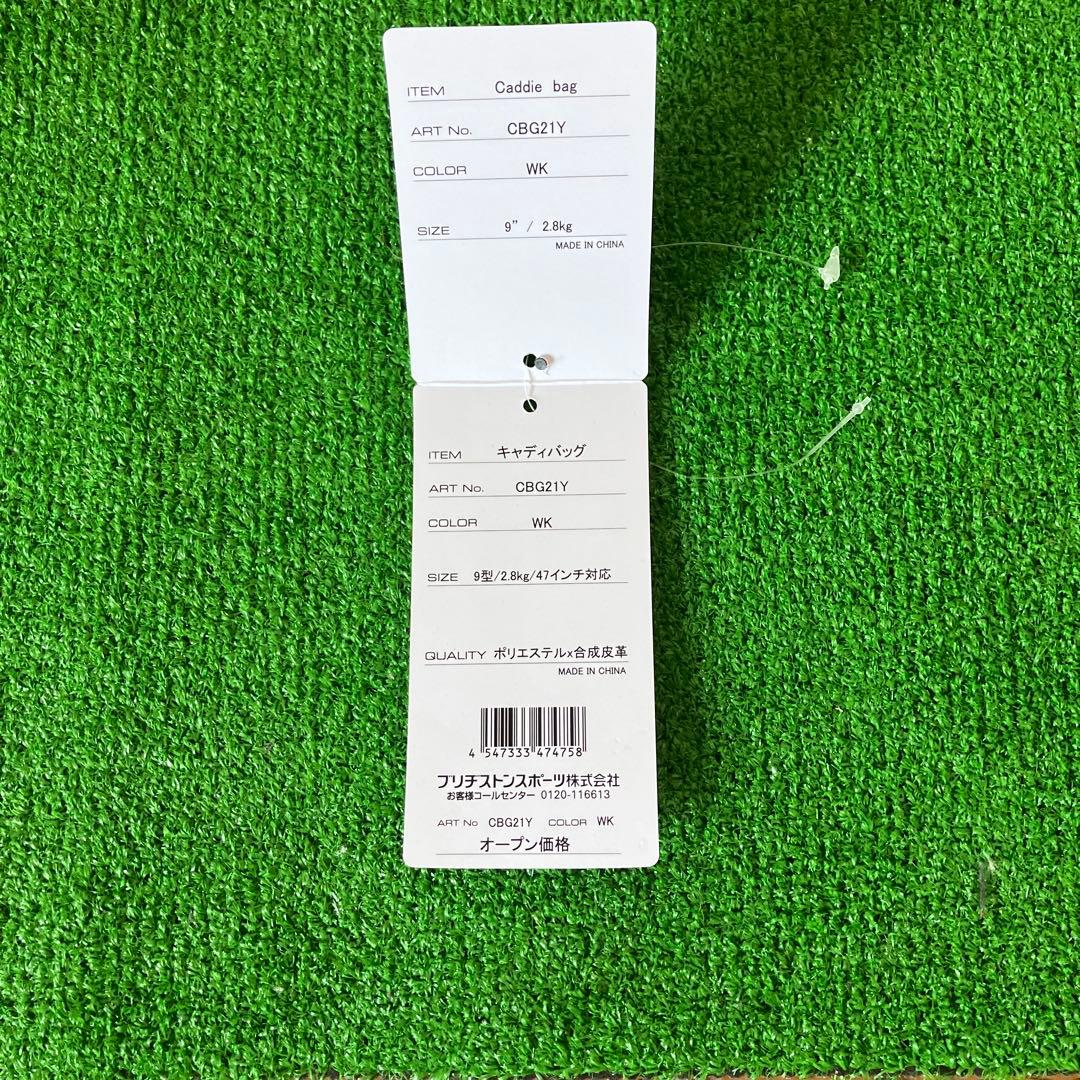 ITEM Caddie bag
ART No. CBG21Y
COLOR WK
SIZE 9" / 2.8kg
MADE IN CHINA
ITEM キャディバッグ
ART No. CBG21Y
COLOR WK
SIZE 9型/2.8kg/47インチ対応
QUALITY ポリエステルx合成皮革
MADE IN CHINA
4 547333 474758
ブリヂストンスポーツ株式会社
お客様コールセンター 0120-116613
ART No CBG21Y COLOR WK
オープン価格